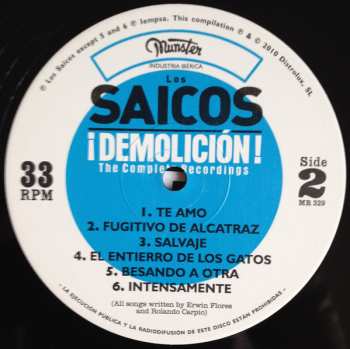 ℗ Los Saicos except 5 and 6 ℗ Iempsa. This compilation ℗ & © 2010 Distrolux, SL
Munster
INDUSTRIA IBÉRICA
Los
SAICOS
¡DEMOLICIÓN!
The Complete Recordings
33
RPM
Side
2
MR 329
1. TE AMO
2. FUGITIVO DE ALCATRAZ
3. SALVAJE
4. EL ENTIERRO DE LOS GATOS
5. BESANDO A OTRA
6. INTENSAMENTE
(All songs written by Erwin Flores
and Rolando Carpio)
- LA EJECUCIÓN PÚBLICA Y LA RADIODIFUSIÓN DE ESTE DISCO ESTÁN PROHIBIDAS -